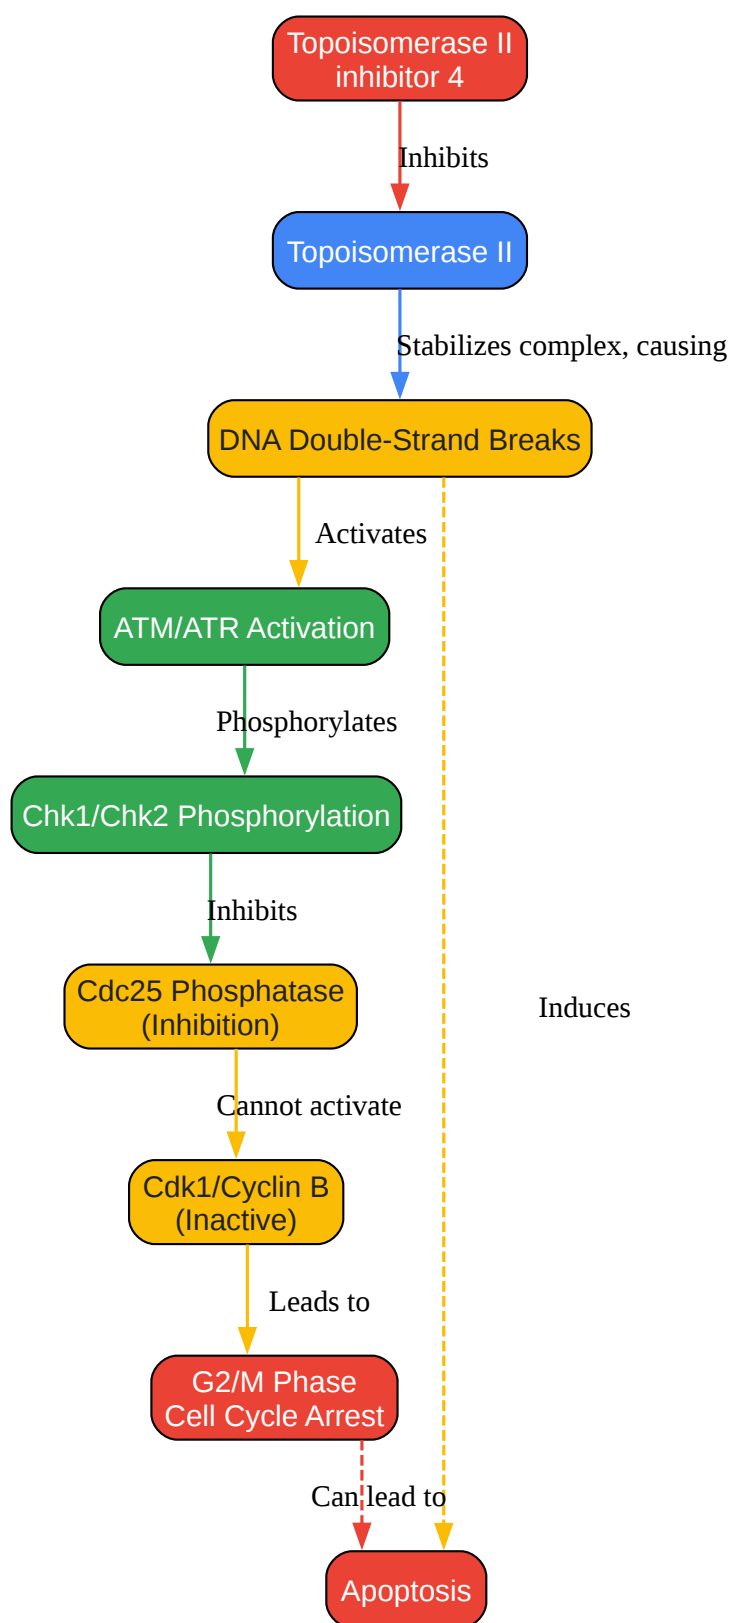 Topoisomerase II
inhibitor 4
Inhibits
Topoisomerase II
Stabilizes complex, causing
DNA Double-Strand Breaks
Activates
ATM/ATR Activation
Phosphorylates
Chk1/Chk2 Phosphorylation
Inhibits
Cdc25 Phosphatase
(Inhibition)
Induces
Cannot activate
Cdk1/Cyclin B
(Inactive)
Leads to
G2/M Phase
Cell Cycle Arrest
Can lead to
Apoptosis